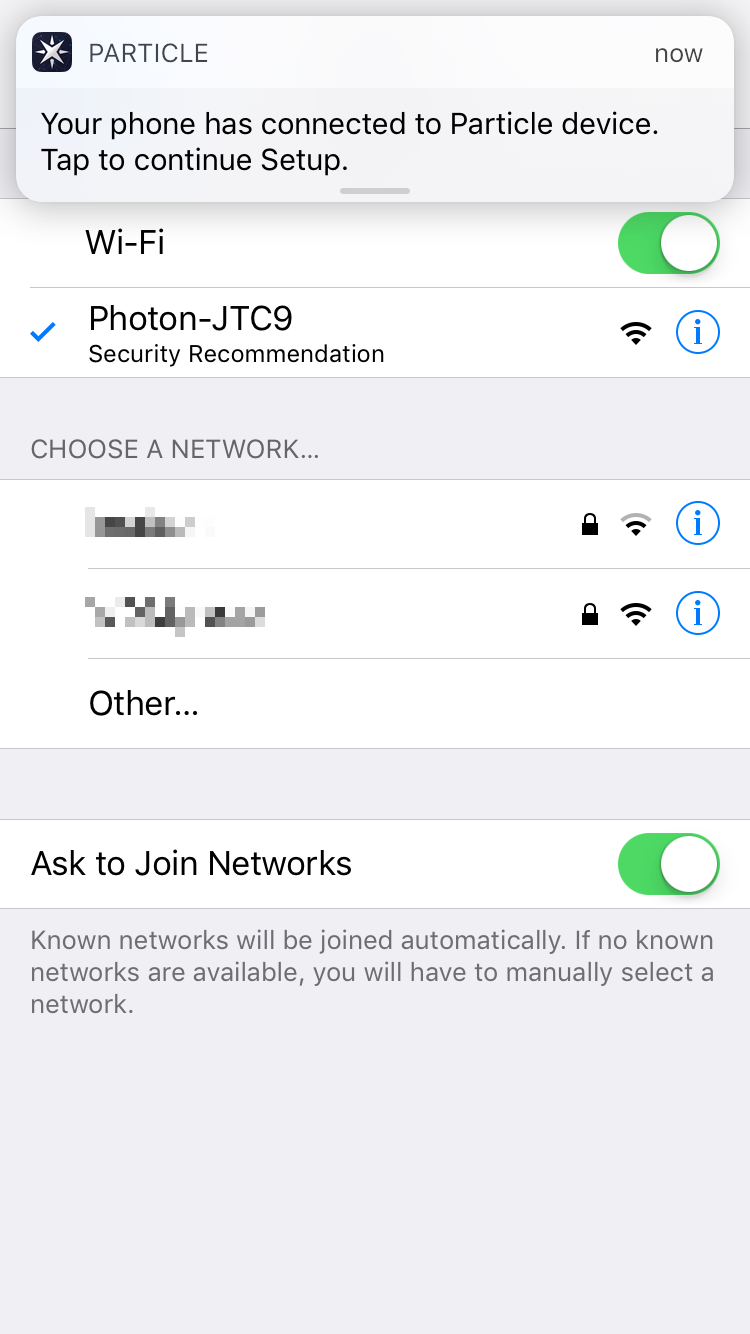 PARTICLE
now
Your phone has connected to Particle device.
Tap to continue Setup.
Wi-Fi
Photon-JTC9
Security Recommendation
CHOOSE A NETWORK...
Other...
Ask to Join Networks
Known networks will be joined automatically. If no known
networks are available, you will have to manually select a
network.